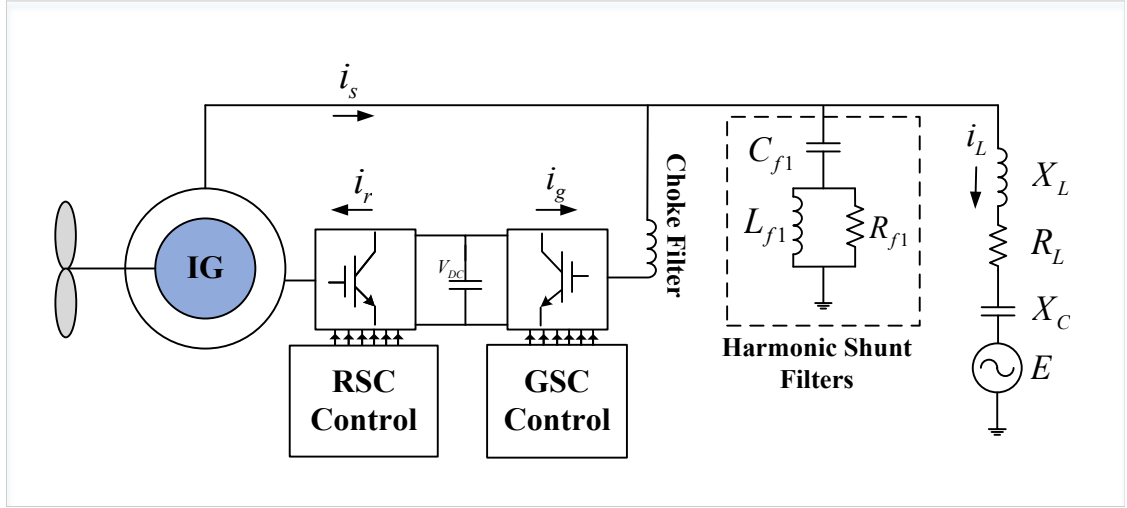 i_s
i_r
i_g
i_L
IG
V_DC
Choke Filter
C_f1
L_f1
R_f1
X_L
R_L
X_C
E
RSC
Control
GSC
Control
Harmonic Shunt
Filters